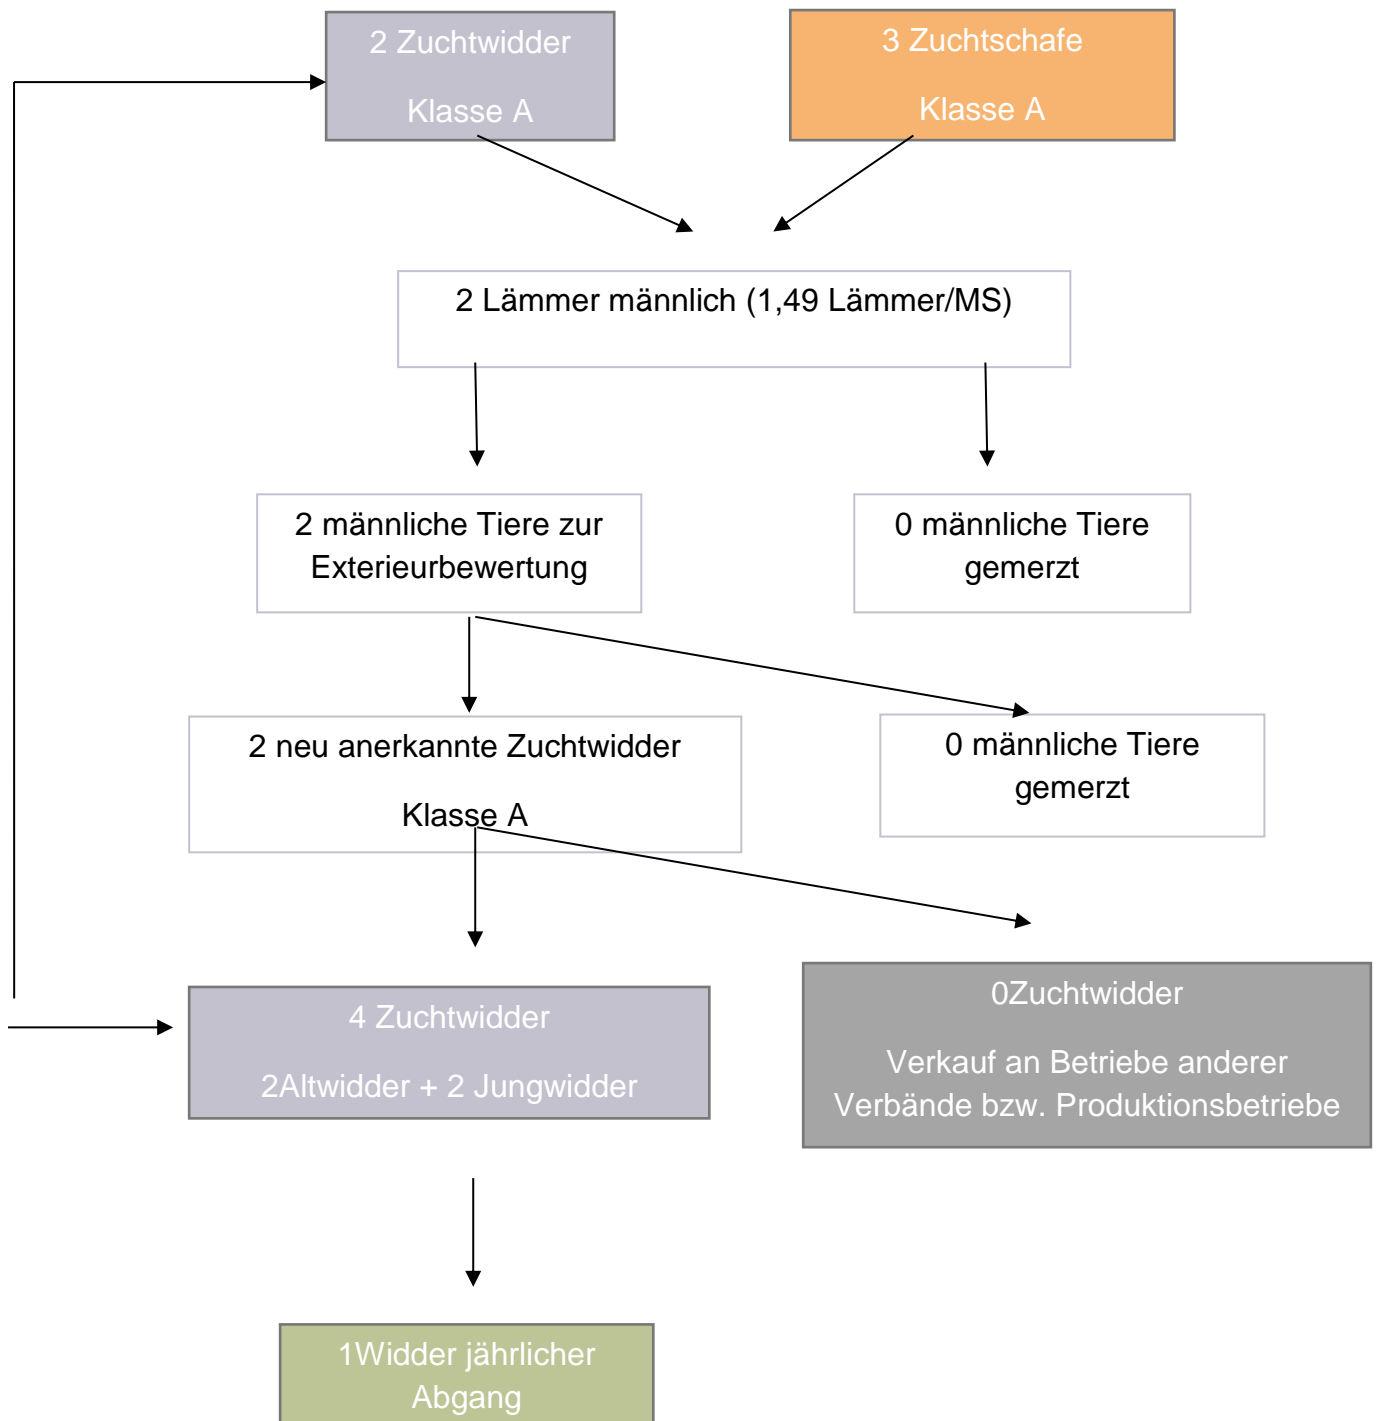 2 Zuchtwidder
Klasse A
3 Zuchtschafe
Klasse A
2 Lämmer männlich (1,49 Lämmer/MS)
2 männliche Tiere zur
Exterieurbewertung
0 männliche Tiere
gemerzt
2 neu anerkannte Zuchtwidder
Klasse A
0 männliche Tiere
gemerzt
4 Zuchtwidder
2Altwidder + 2 Jungwidder
0Zuchtwidder
Verkauf an Betriebe anderer
Verbände bzw. Produktionsbetriebe
1Widder jährlicher
Abgang